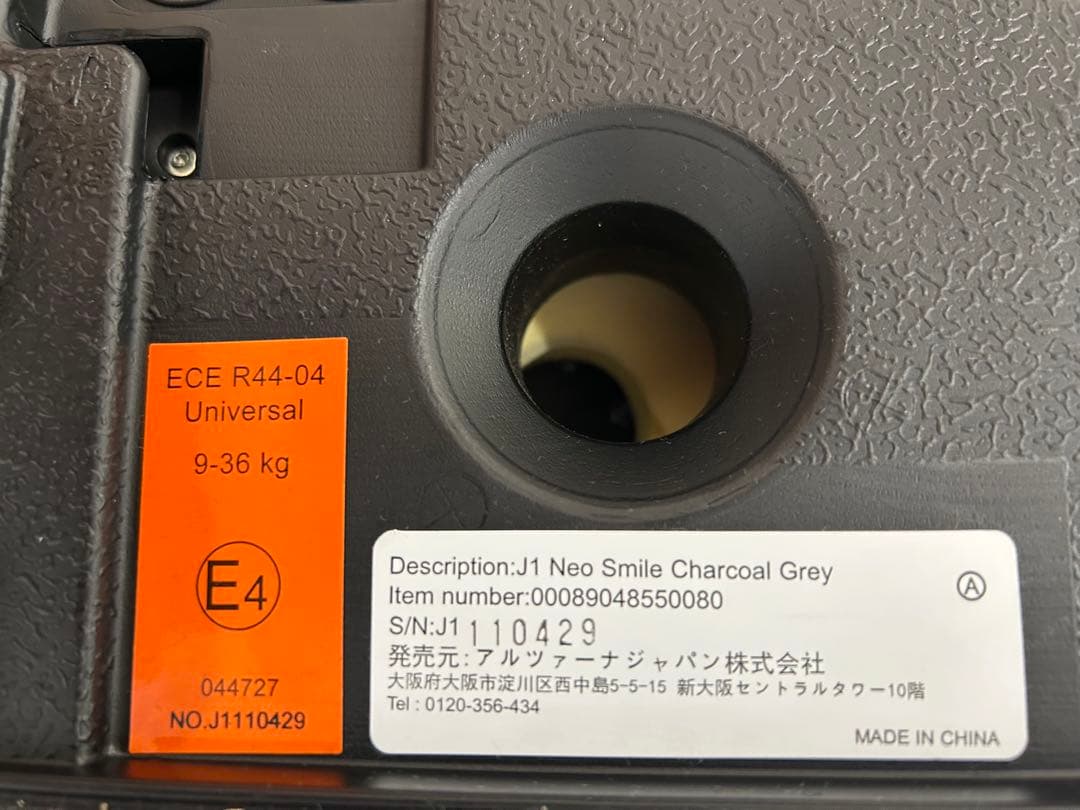 ECE R44-04
Universal
9-36 kg
E4
044727
NO.J1110429
Description:J1 Neo Smile Charcoal Grey
Ⓐ
Item number:00089048550080
S/N:J1 110429
発売元:アルツァーナジャパン株式会社
大阪府大阪市淀川区西中島5-5-15 新大阪セントラルタワー10階
Tel : 0120-356-434
MADE IN CHINA